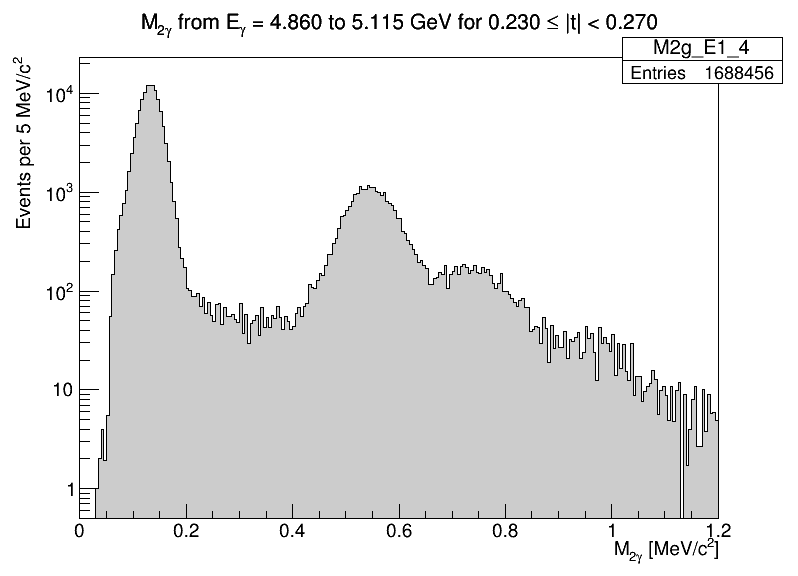 M2γ from Eγ = 4.860 to 5.115 GeV for 0.230 ≤ |t| < 0.270
M2g_E1_4
Entries 1688456
Events per 5 MeV/c²
10⁴
10³
10²
10
1
0 0.2 0.4 0.6 0.8 1 1.2
M2γ [MeV/c²]